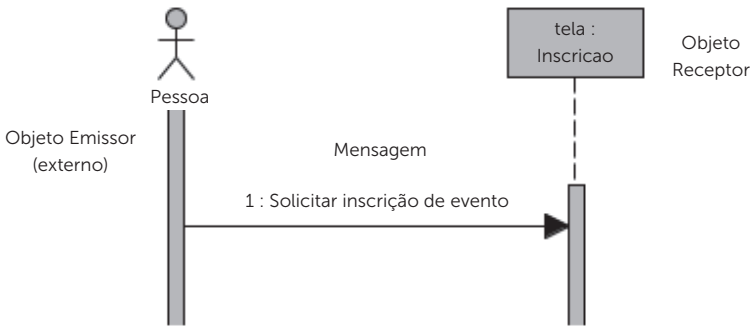 tela :
Inscricao
Objeto
Receptor
Pessoa
Objeto Emissor
(externo)
Mensagem
1 : Solicitar inscrição de evento